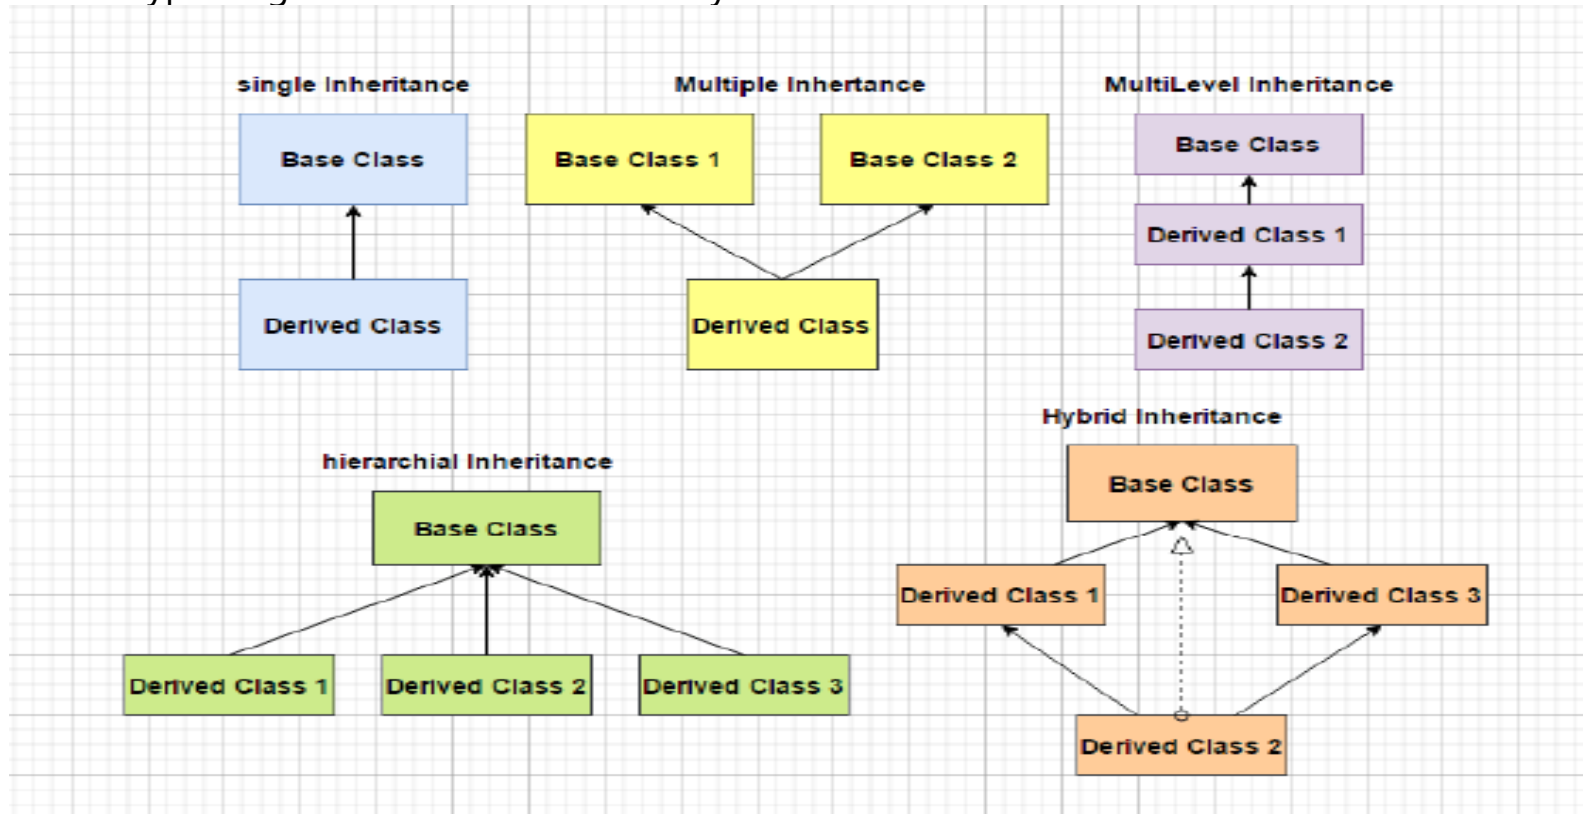 single Inheritance
Base Class
Derived Class
Multiple Inhertance
Base Class 1
Base Class 2
Derived Class
MultiLevel Inheritance
Base Class
Derived Class 1
Derived Class 2
hierarchial Inheritance
Base Class
Derived Class 1
Derived Class 2
Derived Class 3
Hybrid Inheritance
Base Class
Derived Class 1
Derived Class 3
Derived Class 2